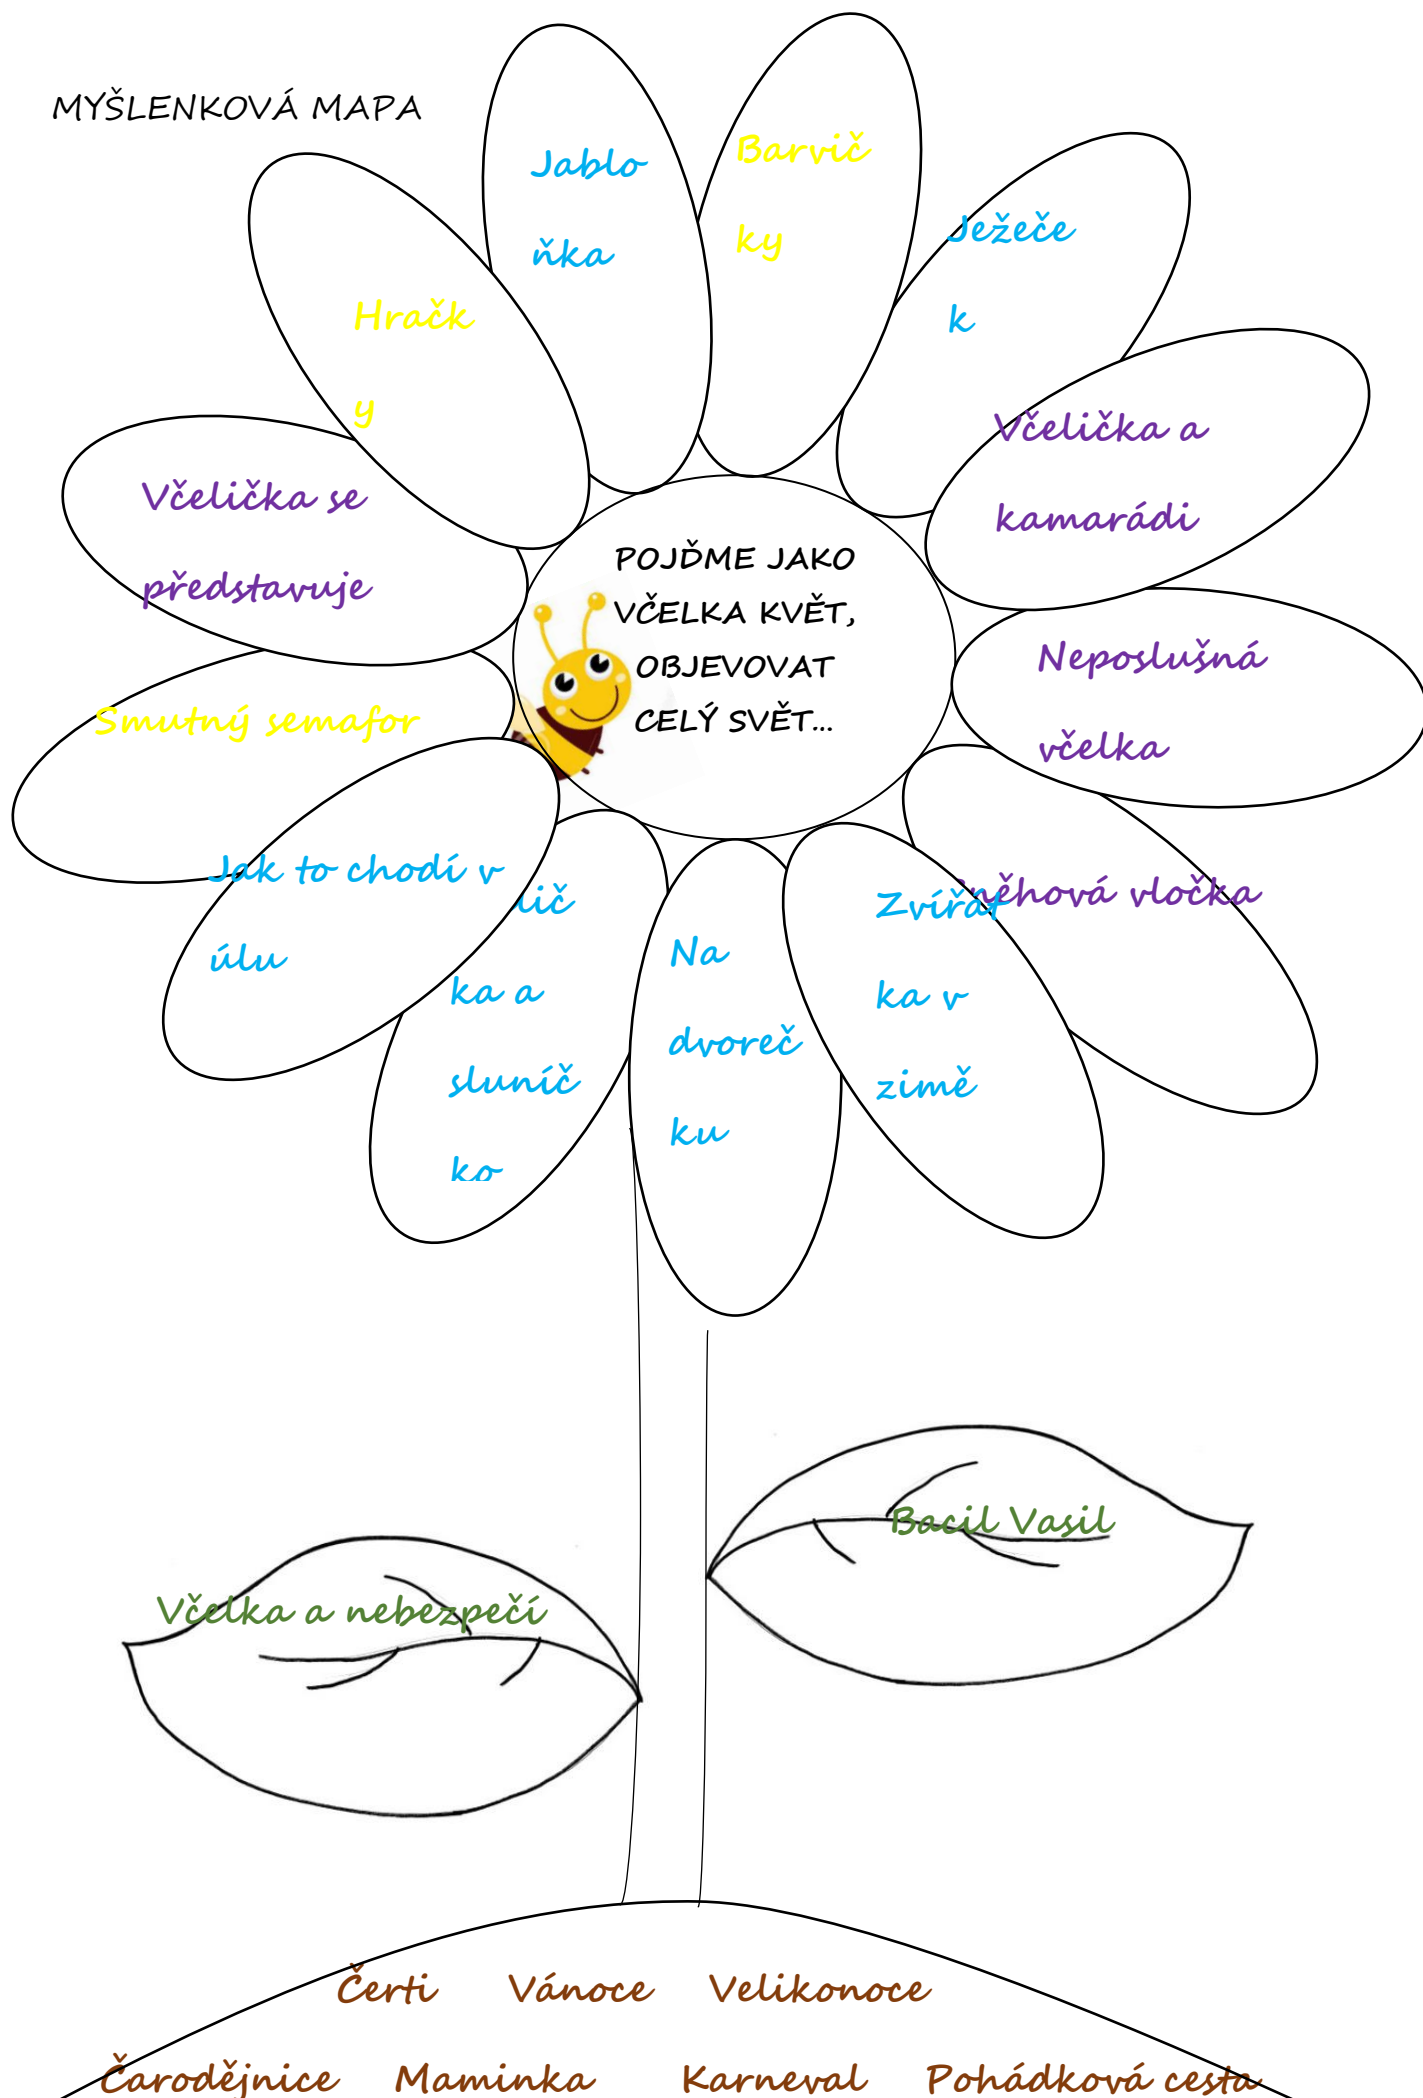 MYŠLENKOVÁ MAPA
Jablo
ňka
Barvič
ky
Ježeče
k
Hračk
y
Včelička a
kamarádi
Včelička se
představuje
POJĎME JAKO
VČELKA KVĚT,
OBJEVOVAT
CELÝ SVĚT...
Neposlušná
včelka
Smutný semafor
Jak to chodí v
úlu
lič
ka a
sluníč
ko
Na
dvoreč
ku
Zvířát
ka v
zimě
něhová vločka
Bacil Vasil
Včelka a nebezpečí
Čerti Vánoce Velikonoce
Čarodějnice Maminka Karneval Pohádková cesta